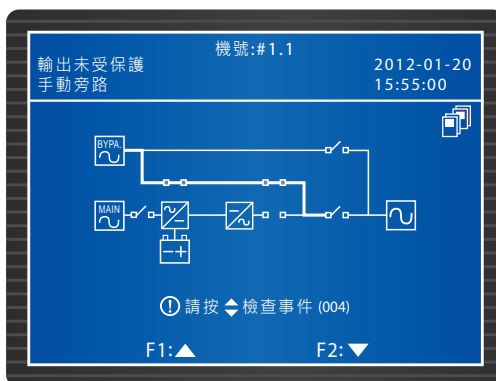 機號:#1.1
輸出未受保護
手動旁路
2012-01-20
15:55:00
BYPA.
MAIN
請按 檢查事件 (004)
F1:
F2: